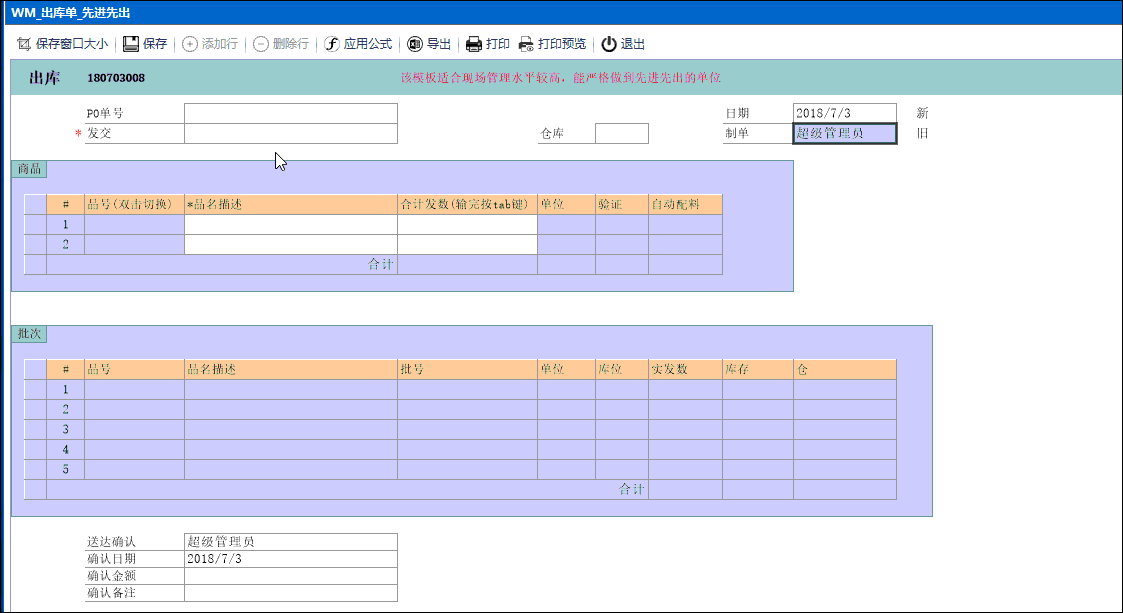 WM_出库单_先进先出
保存窗口大小 保存 添加行 删除行 应用公式 导出 打印 打印预览 退出
出库 180703008 该模板适合现场管理水平较高，能严格做到先进先出的单位
PO单号 日期 2018/7/3 新
* 发交 仓库 制单 超级管理员 旧
商品
# 品号(双击切换) *品名描述 合计发数(输完按tab键) 单位 验证 自动配料
1
2
合计
批次
# 品号 品名描述 批号 单位 库位 实发数 库存 仓
1
2
3
4
5
合计
送达确认 超级管理员
确认日期 2018/7/3
确认金额
确认备注